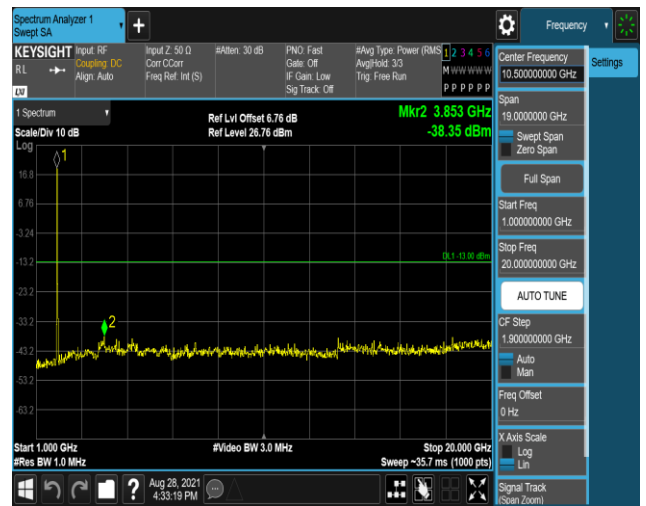 Spectrum Analyzer 1
Swept SA
Frequency
KEYSIGHT
RL
LXI
Input: RF
Coupling: DC
Align: Auto
Input Z: 50 Ω
Corr CCorr
Freq Ref: Int (S)
#Atten: 30 dB
PNO: Fast
Gate: Off
IF Gain: Low
Sig Track: Off
#Avg Type: Power (RMS
Avg|Hold: 3/3
Trig: Free Run
1 2 3 4 5 6
M W W W W W
P P P P P P
1 Spectrum
Scale/Div 10 dB
Log
Ref Lvl Offset 6.76 dB
Ref Level 26.76 dBm
Mkr2 3.853 GHz
-38.35 dBm
1
16.8
6.76
-3.24
-13.2
DL1 -13.00 dBm
-23.2
-33.2
2
-43.2
-53.2
-63.2
Start 1.000 GHz
#Res BW 1.0 MHz
#Video BW 3.0 MHz
Stop 20.000 GHz
Sweep ~35.7 ms (1000 pts)
?
Aug 28, 2021
4:33:19 PM
Center Frequency
10.500000000 GHz
Span
19.0000000 GHz
Swept Span
Zero Span
Full Span
Start Freq
1.000000000 GHz
Stop Freq
20.000000000 GHz
AUTO TUNE
CF Step
1.900000000 GHz
Auto
Man
Freq Offset
0 Hz
X Axis Scale
Log
Lin
Signal Track
(Span Zoom)
Settings